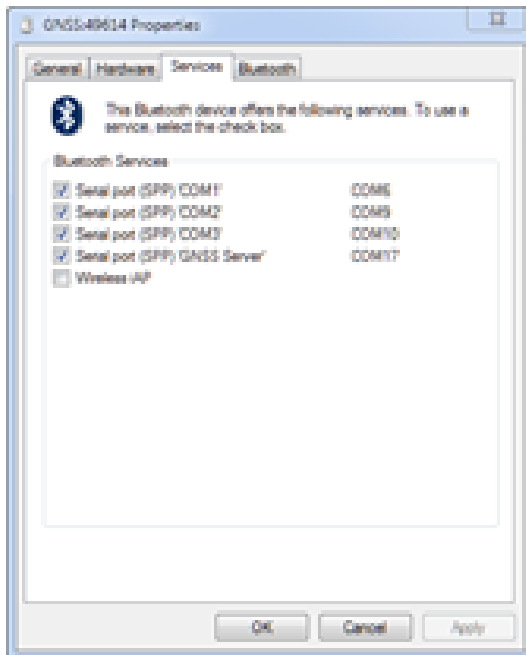 GNSS:49614 Properties
General Hardware Services Bluetooth
This Bluetooth device offers the following services. To use a
service, select the check box.
Bluetooth Services
Serial port (SPP) COM1' COM6
Serial port (SPP) COM2' COM9
Serial port (SPP) COM3' COM10
Serial port (SPP) GNSS Server' COM17
Wireless iAP
OK Cancel Apply